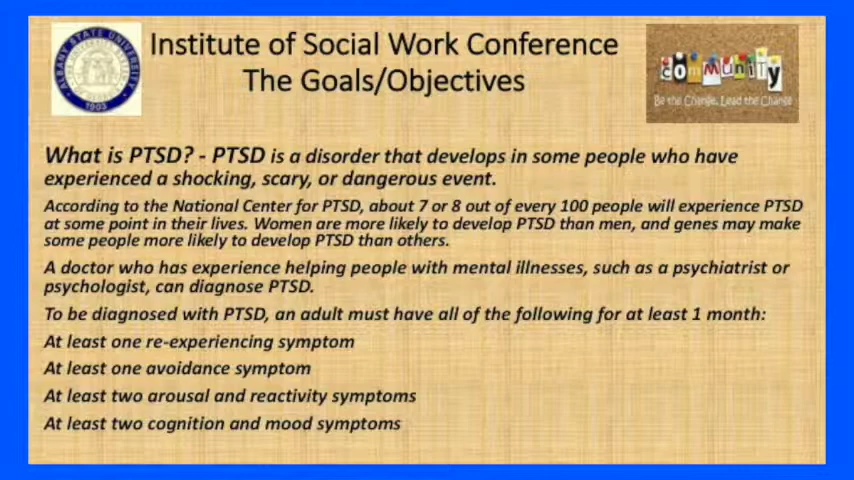 Institute of Social Work Conference
The Goals/Objectives
ALBANY STATE UNIVERSITY
1903
community
Be the Change, Lead the Change
What is PTSD? - PTSD is a disorder that develops in some people who have
experienced a shocking, scary, or dangerous event.
According to the National Center for PTSD, about 7 or 8 out of every 100 people will experience PTSD
at some point in their lives. Women are more likely to develop PTSD than men, and genes may make
some people more likely to develop PTSD than others.
A doctor who has experience helping people with mental illnesses, such as a psychiatrist or
psychologist, can diagnose PTSD.
To be diagnosed with PTSD, an adult must have all of the following for at least 1 month:
At least one re-experiencing symptom
At least one avoidance symptom
At least two arousal and reactivity symptoms
At least two cognition and mood symptoms